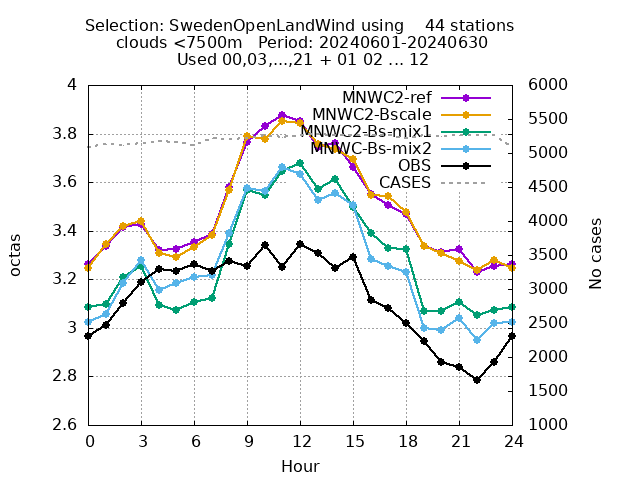 Selection: SwedenOpenLandWind using    44 stations
clouds <7500m   Period: 20240601-20240630
Used 00,03,...,21 + 01 02 ... 12
4
3.8
3.6
3.4
3.2
3
2.8
2.6
octas
MNWC2-ref
MNWC2-Bscale
MNWC2-Bs-mix1
MNWC-Bs-mix2
OBS
CASES
6000
5500
5000
4500
4000
3500
3000
2500
2000
1500
1000
No cases
0 3 6 9 12 15 18 21 24
Hour